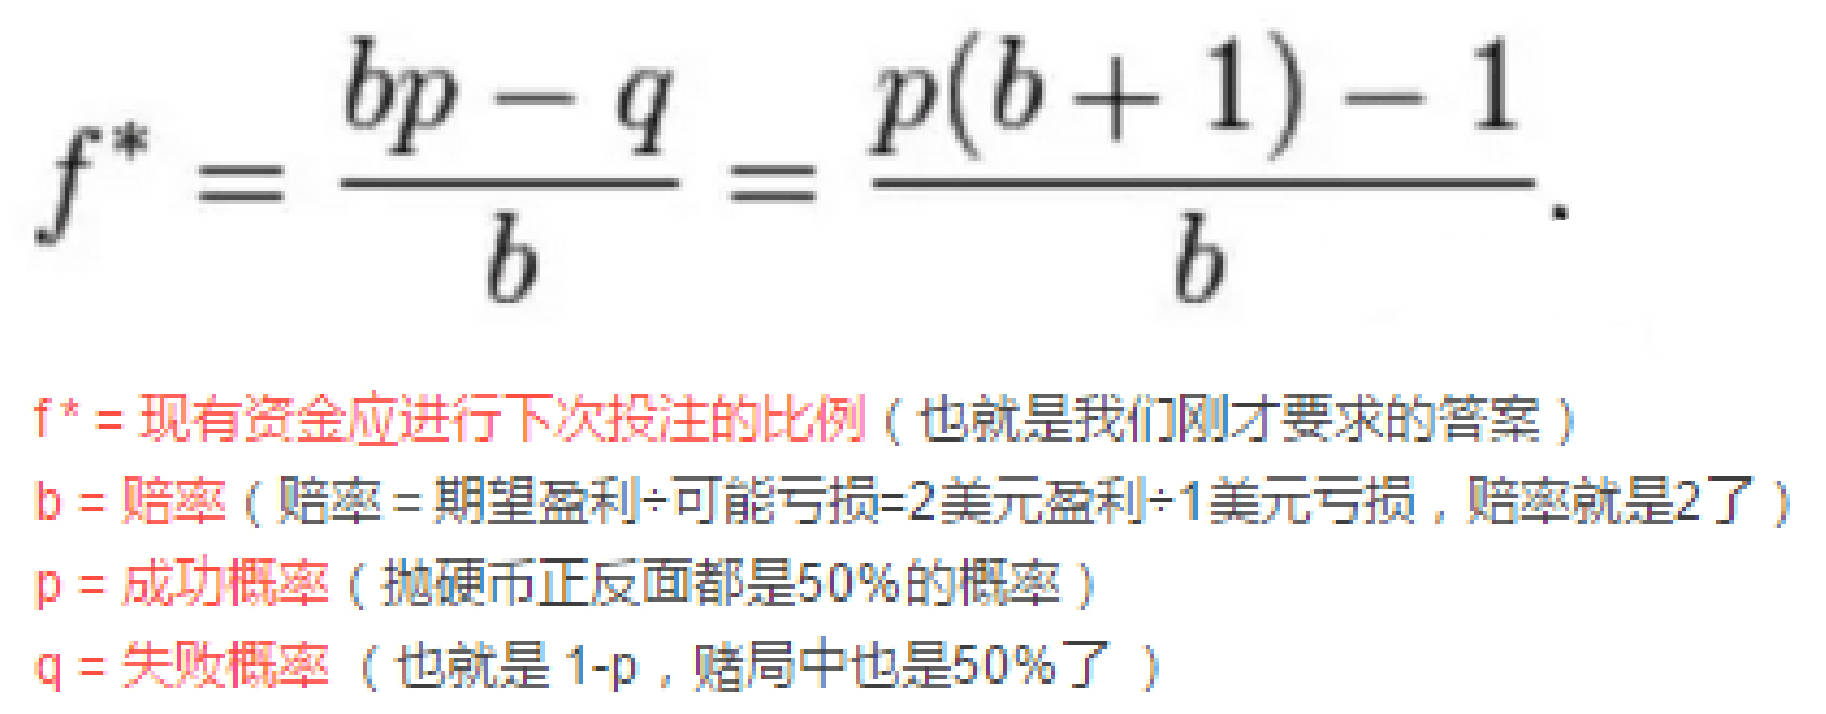 f* = \frac{bp − q}{b} = \frac{p(b + 1) − 1}{b}.
f * = 现有资金应进行下次投注的比例（也就是我们刚才要求的答案）
b = 赔率（赔率 = 期望盈利÷可能亏损=2美元盈利÷1美元亏损，赔率就是2了）
p = 成功概率（抛硬币正反面都是50%的概率）
q = 失败概率 （也就是 1-p，赌局中也是50%了 ）